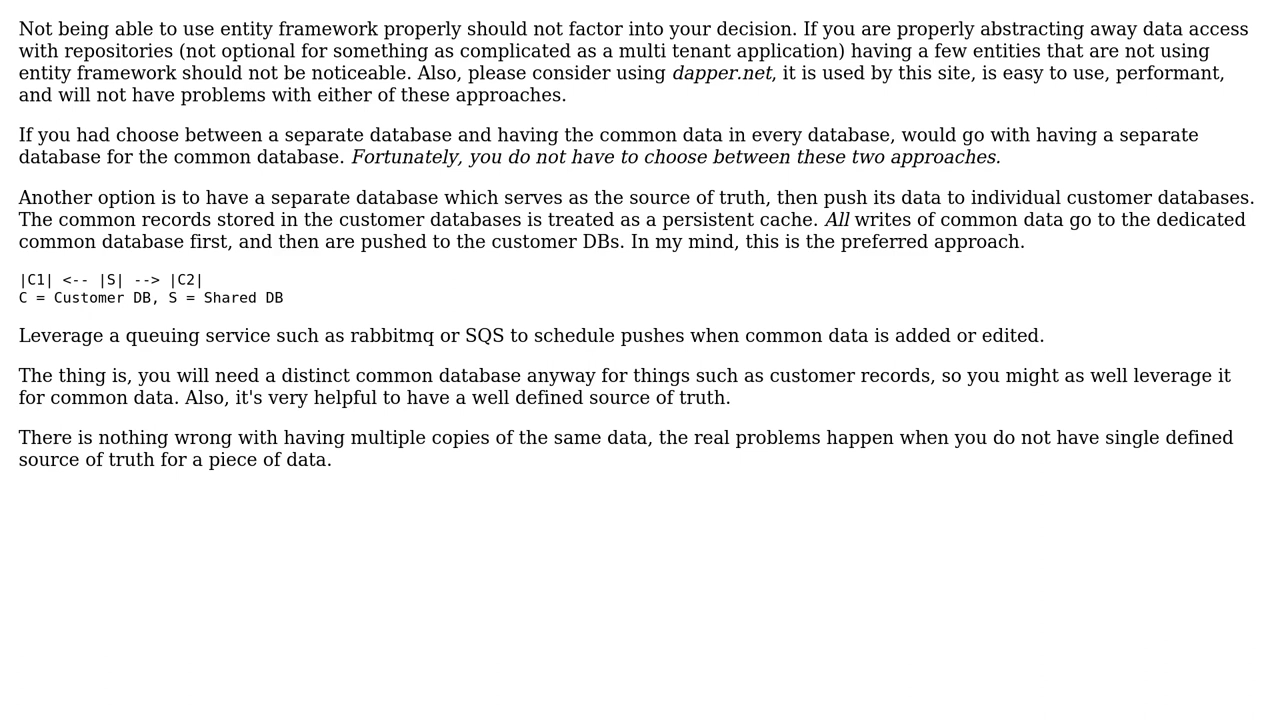 Not being able to use entity framework properly should not factor into your decision. If you are properly abstracting away data access
with repositories (not optional for something as complicated as a multi tenant application) having a few entities that are not using
entity framework should not be noticeable. Also, please consider using dapper.net, it is used by this site, is easy to use, performant,
and will not have problems with either of these approaches.
If you had choose between a separate database and having the common data in every database, would go with having a separate
database for the common database. Fortunately, you do not have to choose between these two approaches.
Another option is to have a separate database which serves as the source of truth, then push its data to individual customer databases.
The common records stored in the customer databases is treated as a persistent cache. All writes of common data go to the dedicated
common database first, and then are pushed to the customer DBs. In my mind, this is the preferred approach.
|C1| <-- |S| --> |C2|
C = Customer DB, S = Shared DB
Leverage a queuing service such as rabbitmq or SQS to schedule pushes when common data is added or edited.
The thing is, you will need a distinct common database anyway for things such as customer records, so you might as well leverage it
for common data. Also, it's very helpful to have a well defined source of truth.
There is nothing wrong with having multiple copies of the same data, the real problems happen when you do not have single defined
source of truth for a piece of data.